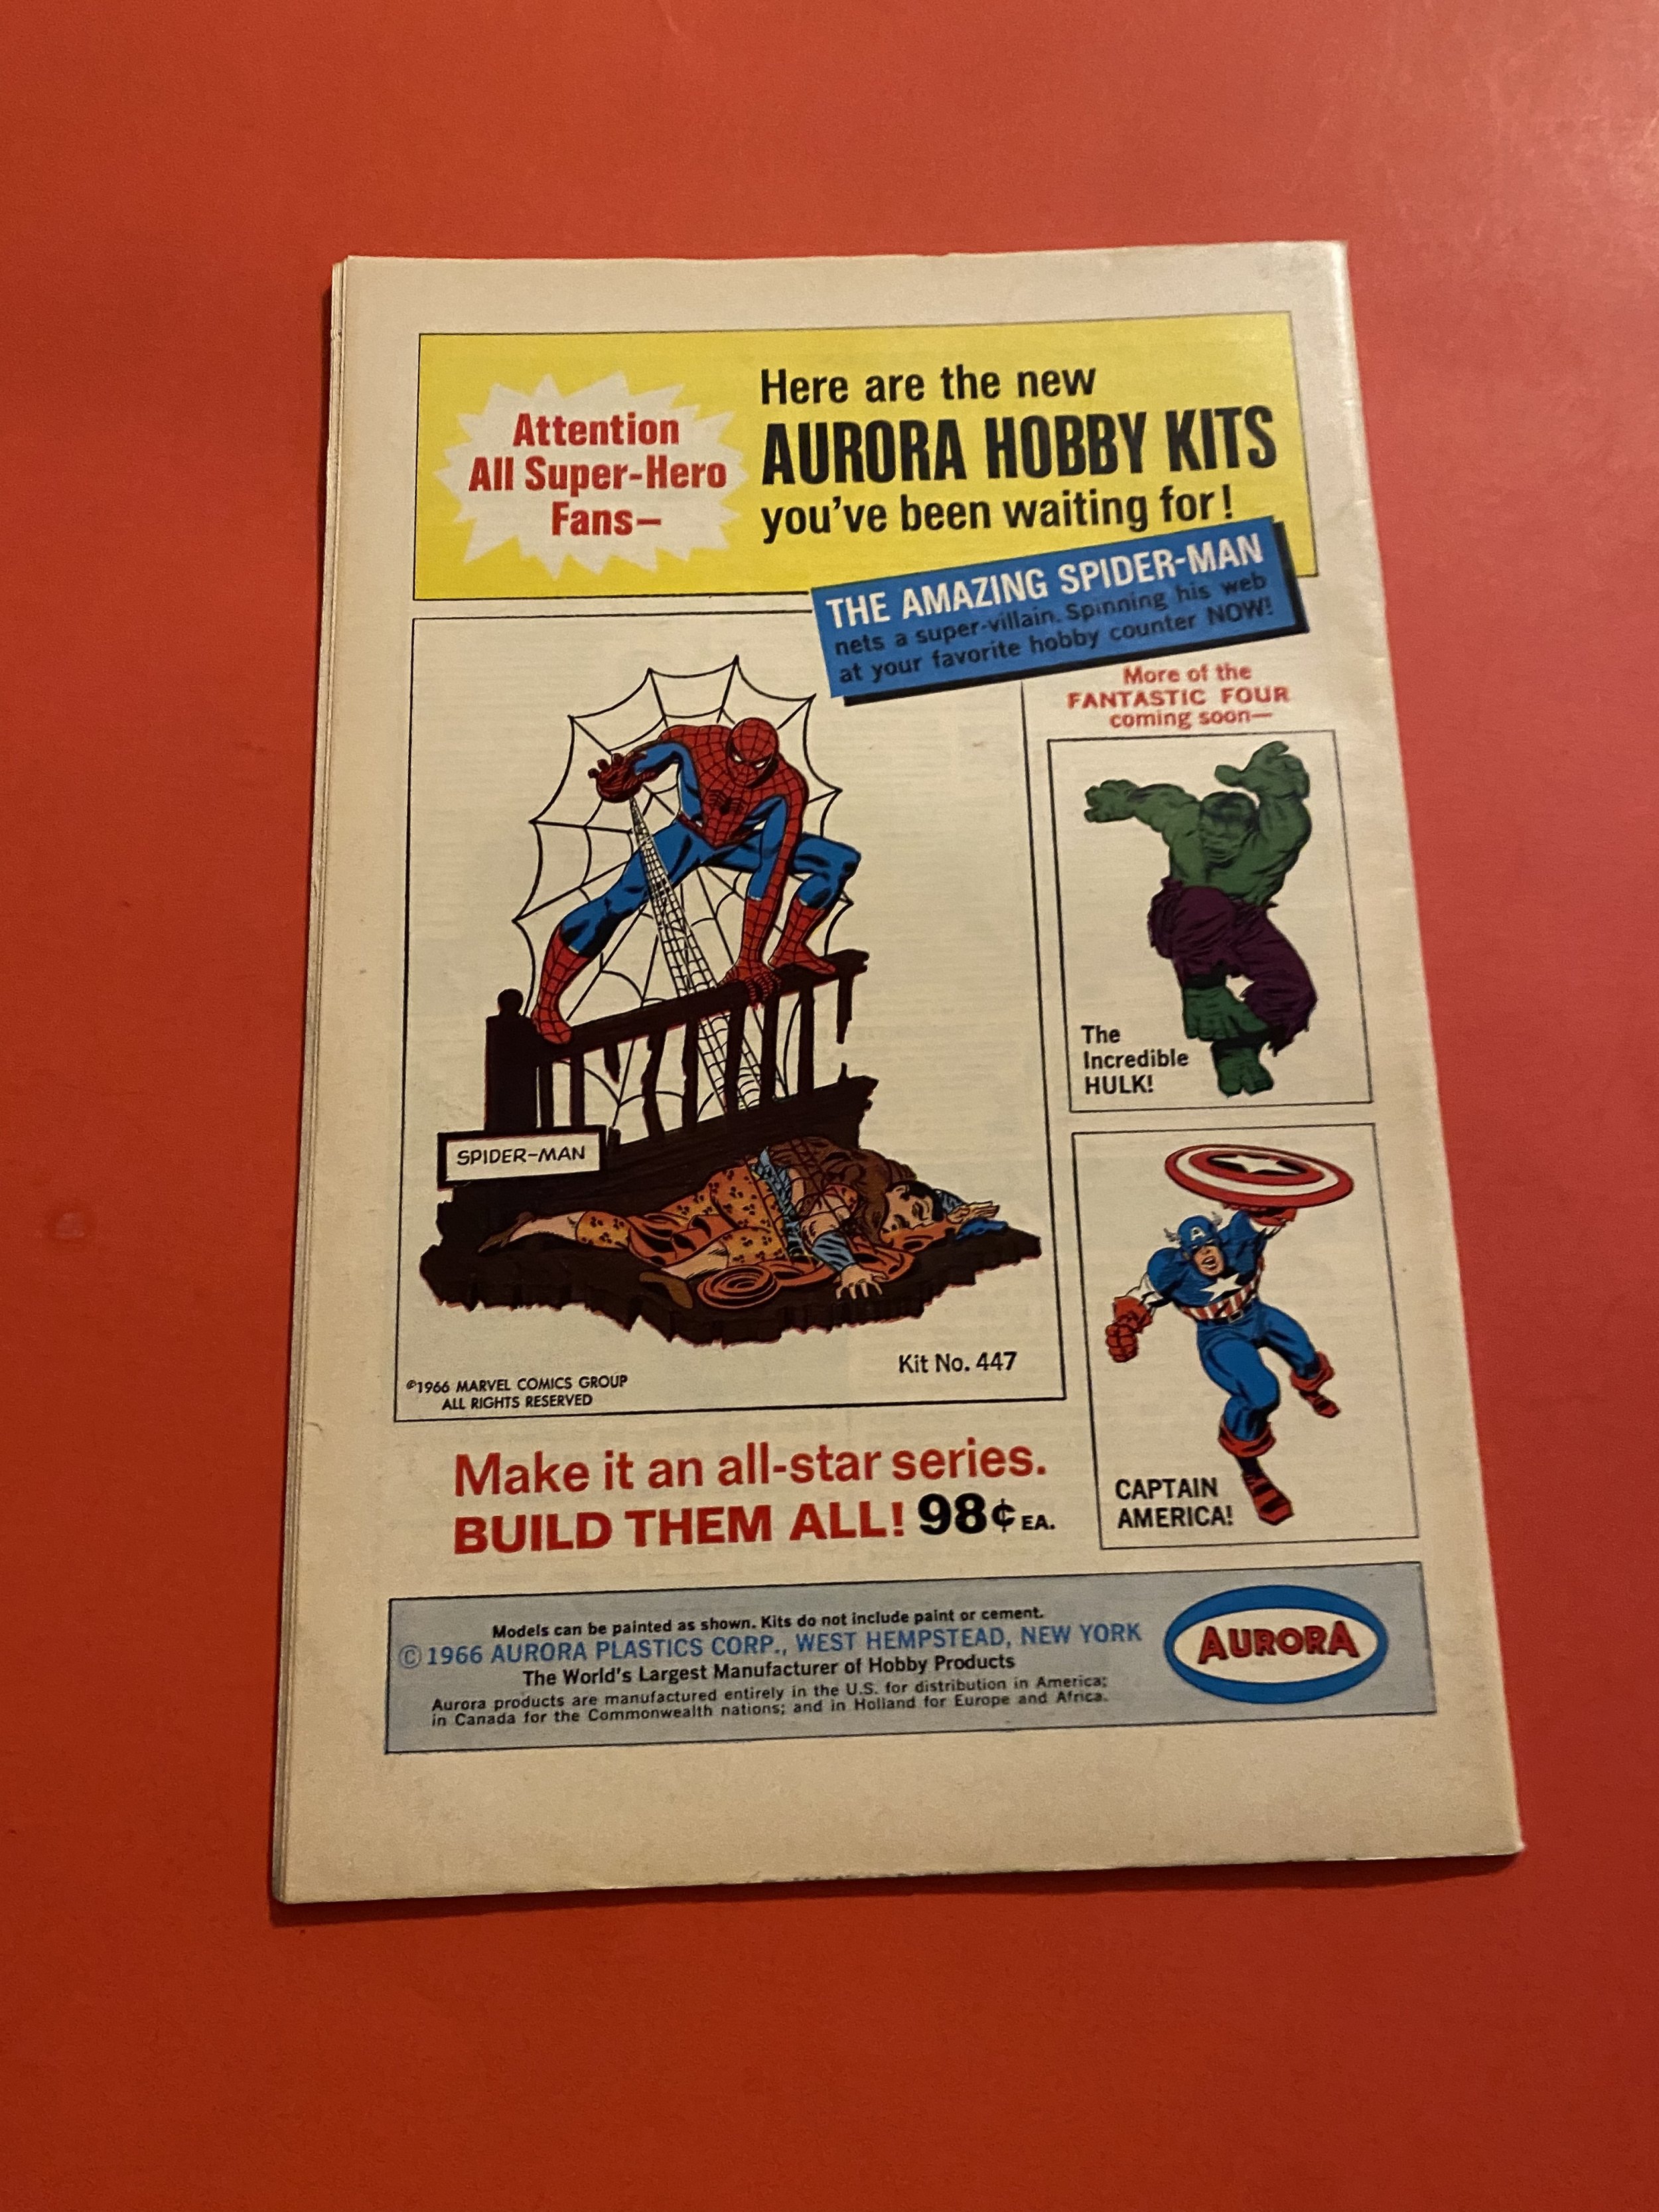 Attention
All Super-Hero
Fans—
Here are the new
AURORA HOBBY KITS
you've been waiting for!
THE AMAZING SPIDER-MAN
nets a super-villain. Spinning his web
at your favorite hobby counter NOW!
More of the
FANTASTIC FOUR
coming soon—
The
Incredible
HULK!
SPIDER-MAN
Kit No. 447
©1966 MARVEL COMICS GROUP
ALL RIGHTS RESERVED
A
CAPTAIN
AMERICA!
Make it an all-star series.
BUILD THEM ALL! 98¢ EA.
Models can be painted as shown. Kits do not include paint or cement.
© 1966 AURORA PLASTICS CORP., WEST HEMPSTEAD, NEW YORK
The World's Largest Manufacturer of Hobby Products
Aurora products are manufactured entirely in the U.S. for distribution in America;
in Canada for the Commonwealth nations; and in Holland for Europe and Africa.
AURORA